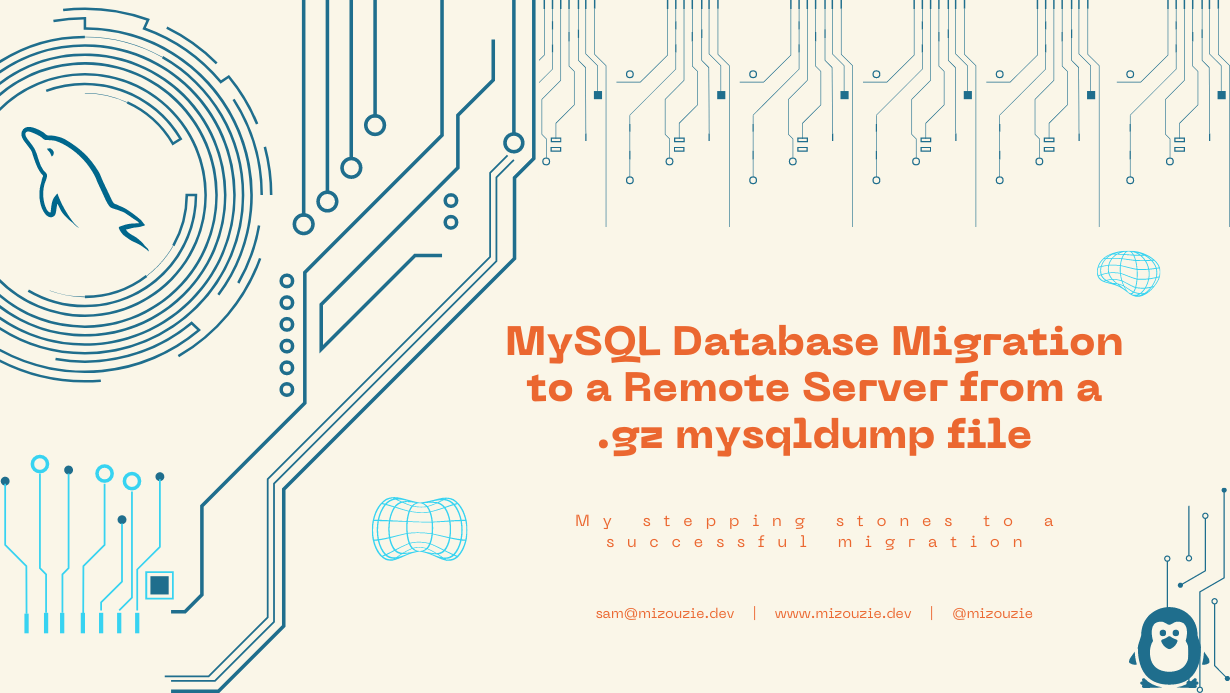 MySQL Database Migration
to a Remote Server from a
.gz mysqldump file
My stepping stones to a
successful migration
sam@mizouzie.dev | www.mizouzie.dev | @mizouzie